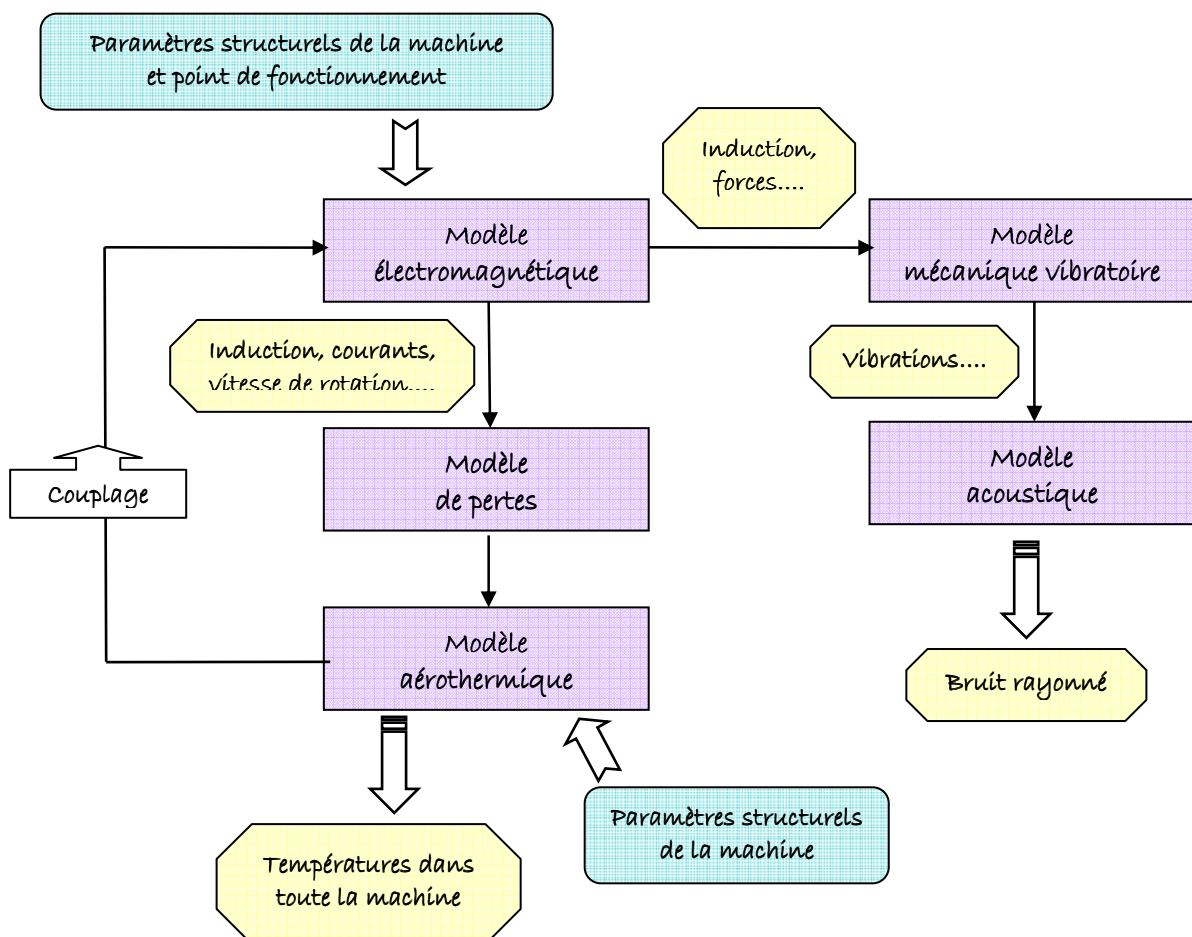 Paramètres structurels de la machine
et point de fonctionnement
Induction,
forces....
Modèle
électromagnétique
Modèle
mécanique vibratoire
Induction, courants,
vitesse de rotation....
Vibrations....
Couplage
Modèle
de pertes
Modèle
acoustique
Modèle
aérothermique
Bruit rayonné
Paramètres structurels
de la machine
Températures dans
toute la machine